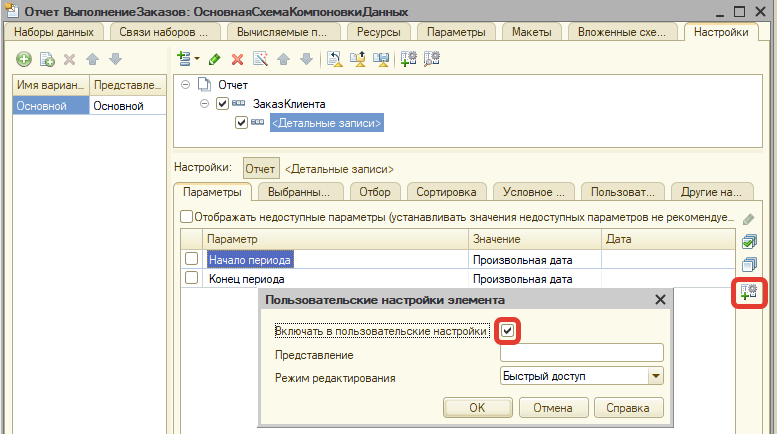 Отчет ВыполнениеЗаказов: ОсновнаяСхемаКомпоновкиДанных
Наборы данных Связи наборов ... Вычисляемые п... Ресурсы Параметры Макеты Вложенные схе... Настройки
Имя вариан... Представле...
Основной Основной
Отчет
ЗаказКлиента
<Детальные записи>
Настройки: Отчет <Детальные записи>
Параметры Выбранны... Отбор Сортировка Условное ... Пользоват... Другие на...
Отображать недоступные параметры (устанавливать значения недоступных параметров не рекомендуе...
Параметр Значение Дата
Начало периода Произвольная дата
Конец периода Произвольная дата
Пользовательские настройки элемента
Включать в пользовательские настройки
Представление
Режим редактирования Быстрый доступ
OK Отмена Справка